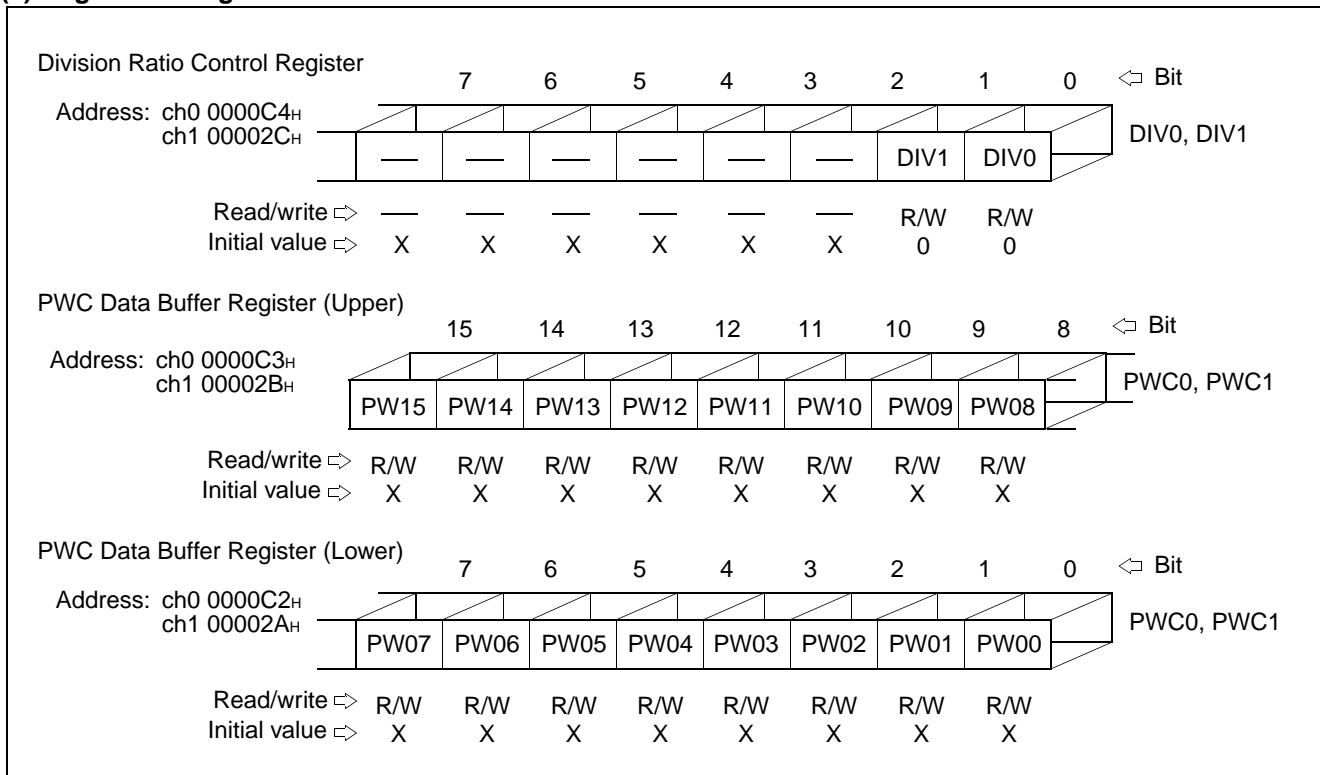 Division Ratio Control Register
7 6 5 4 3 2 1 0 ⇦ Bit
Address: ch0 0000C4H
ch1 00002CH
— — — — — — DIV1 DIV0
DIV0, DIV1
Read/write ⇨ — — — — — — R/W R/W
Initial value ⇨ X X X X X X 0 0
PWC Data Buffer Register (Upper)
15 14 13 12 11 10 9 8 ⇦ Bit
Address: ch0 0000C3H
ch1 00002BH
PW15 PW14 PW13 PW12 PW11 PW10 PW09 PW08
PWC0, PWC1
Read/write ⇨ R/W R/W R/W R/W R/W R/W R/W R/W
Initial value ⇨ X X X X X X X X
PWC Data Buffer Register (Lower)
7 6 5 4 3 2 1 0 ⇦ Bit
Address: ch0 0000C2H
ch1 00002AH
PW07 PW06 PW05 PW04 PW03 PW02 PW01 PW00
PWC0, PWC1
Read/write ⇨ R/W R/W R/W R/W R/W R/W R/W R/W
Initial value ⇨ X X X X X X X X